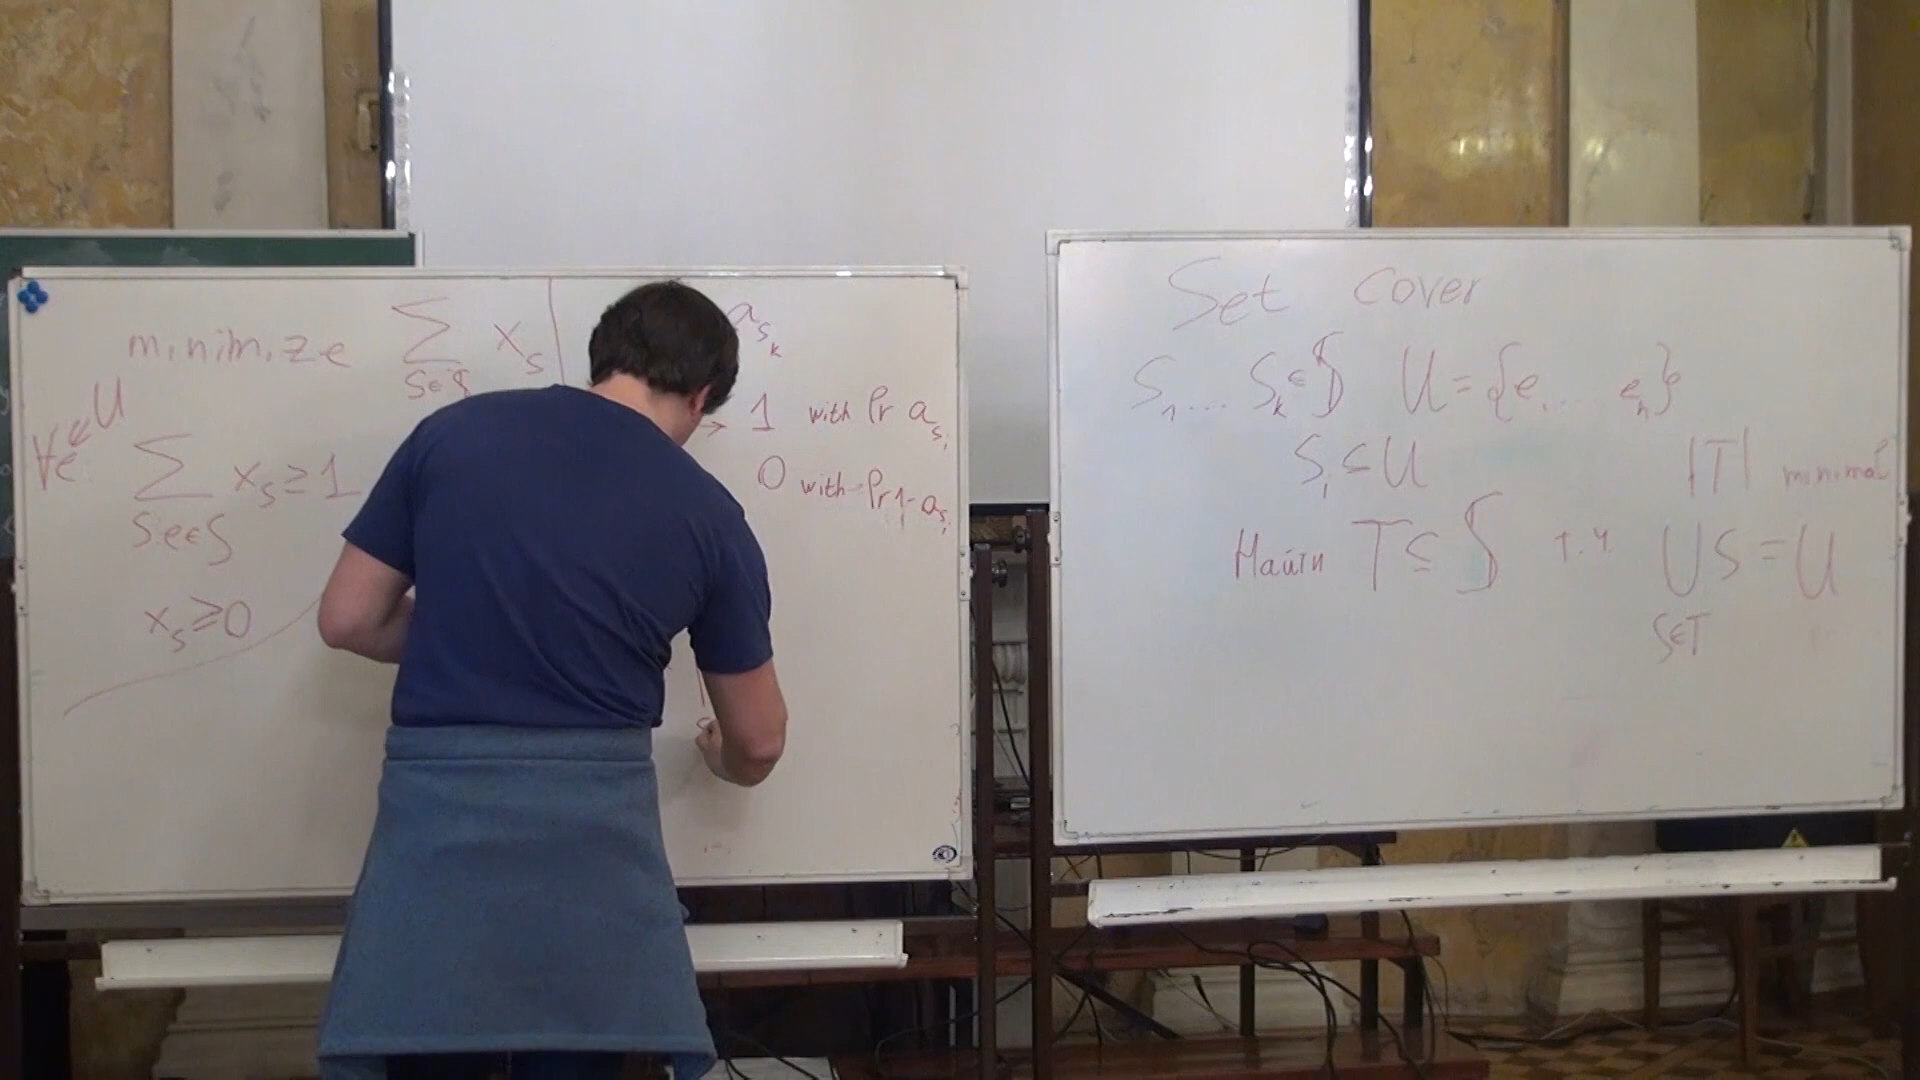 minimize ∑ x_s
S∈𝕊
∀e∈U
∑ x_s ≥ 1
S:e∈S
x_s ≥ 0
a_{s_k}
→ 1 with Pr a_{s_i}
0 with Pr 1-a_{s_i}
Set cover
S_1 ... S_k ∈ 𝕊 U = {e_1 ... e_n}
S_i ⊆ U
|T| minimal
Найти T ⊆ 𝕊 т.ч. ∪ S = U
S∈T